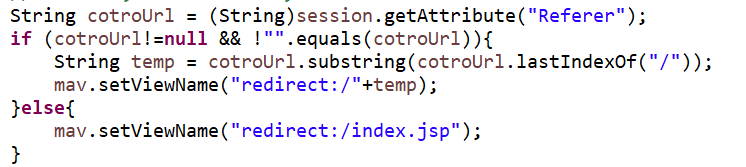 String cotroUrl = (String)session.getAttribute("Referer");
if (cotroUrl!=null && !"".equals(cotroUrl)){
    String temp = cotroUrl.substring(cotroUrl.lastIndexOf("/"));
    mav.setViewName("redirect:/"+temp);
}else{
    mav.setViewName("redirect:/index.jsp");
}